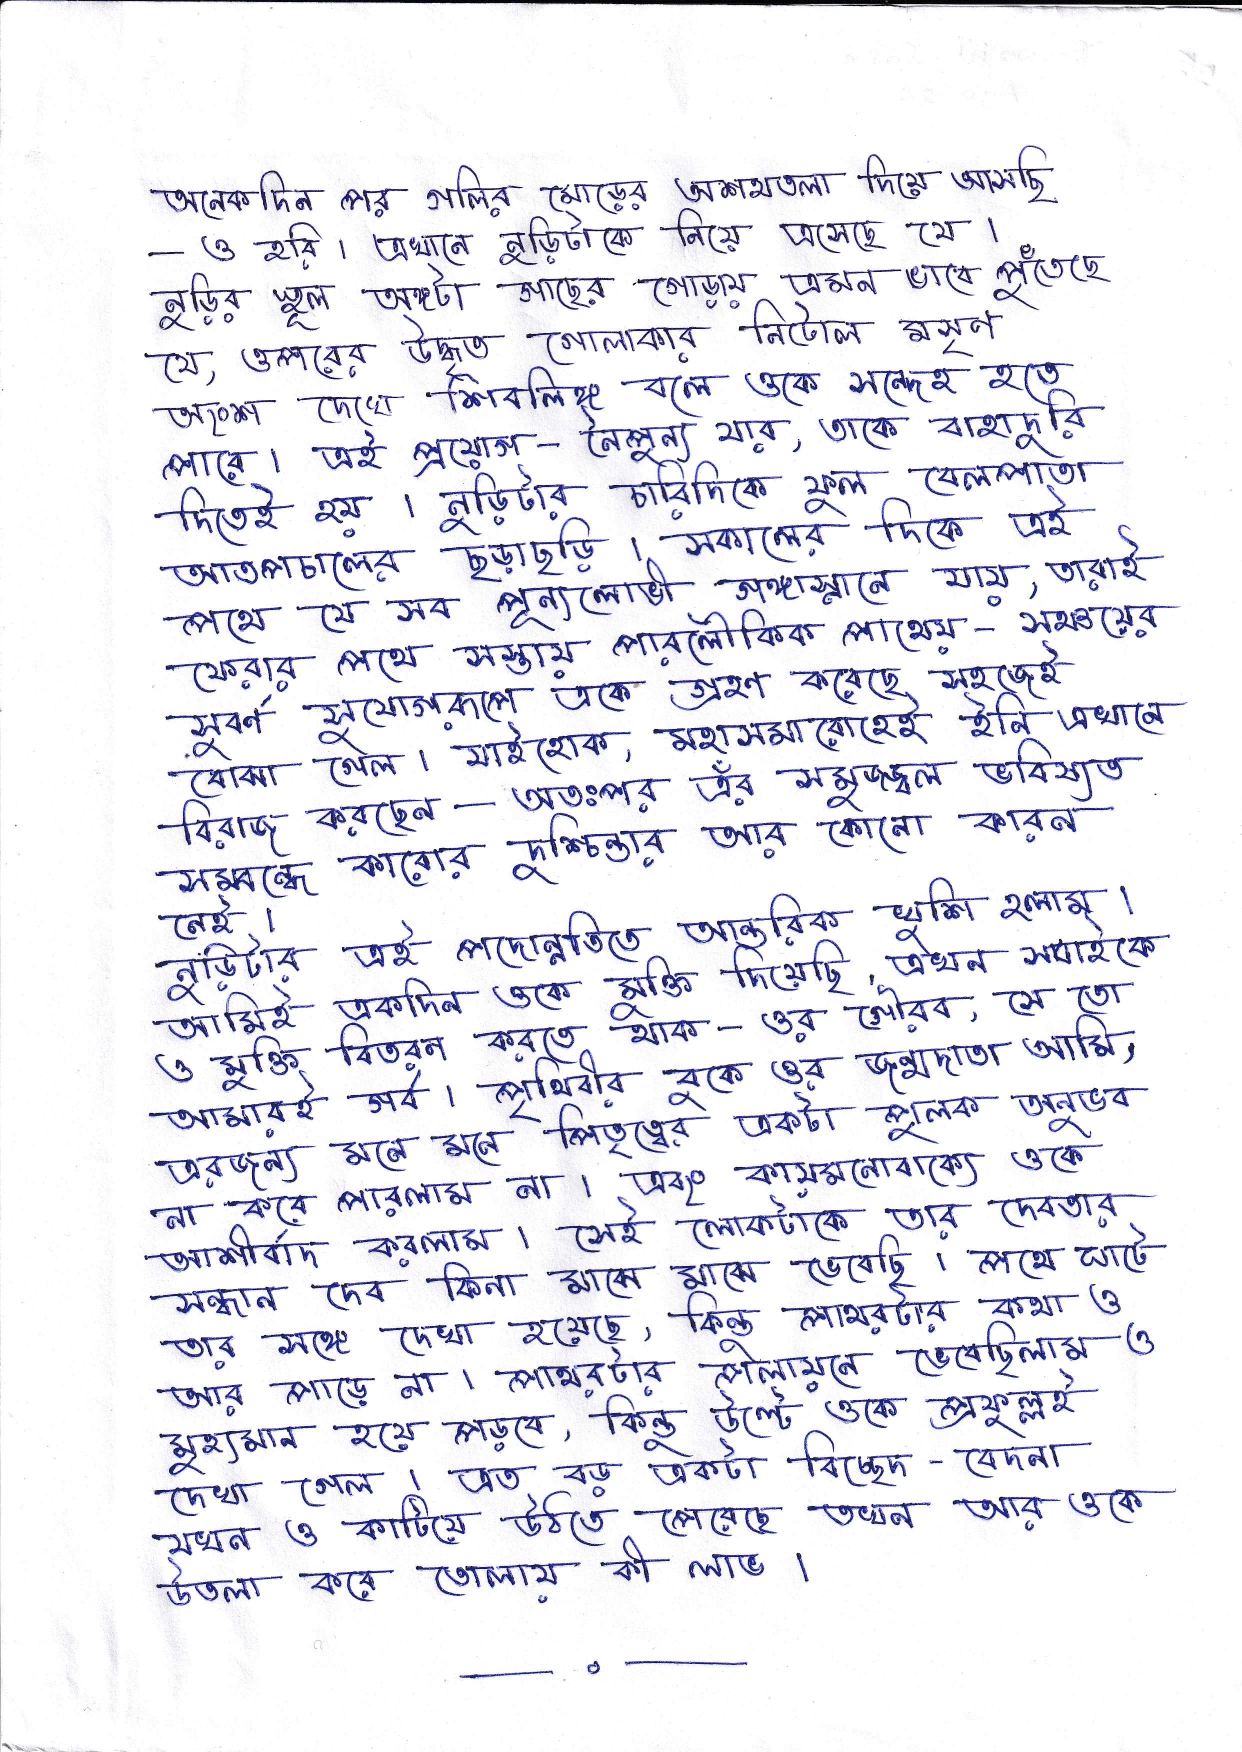 অনেকদিন পর গলির মোড়ের অশথতলা দিয়ে আসছি
— ও হরি। এখানে নুড়িটাকে নিয়ে এসেছে যে।
নুড়ির স্থূল অঙ্গটা গাছের গোড়ায় এমন ভাবে পুঁতেছে
যে, ওপরের উদ্ধৃত গোলাকার নিটোল মসৃণ
অংশ দেখে শিবলিঙ্গ বলে ওকে সন্দেহ হতে
পারে। এই প্রয়োগ - নৈপুন্য যার, তাকে বাহাদুরি
দিতেই হয়। নুড়িটার চারিদিকে ফুল বেলপাতা
আতপচালের ছড়াছড়ি। সকালের দিকে এই
পথে যে সব পূন্যলোভী গঙ্গাস্নানে যায়, তারাই
ফেরার পথে সস্তায় পারলৌকিক পাথেয় - সঞ্চয়ের
সুবর্ণ সুযোগরূপে একে গ্রহণ করেছে সহজেই
বোঝা গেল। যাইহোক, মহাসমারোহেই ইনি এখানে
বিরাজ করছেন — অতঃপর এঁর সমুজ্জ্বল ভবিষ্যত
সম্বন্ধে কারোর দুশ্চিন্তার আর কোনো কারন
নেই।
নুড়িটার এই পদোন্নতিতে আন্তরিক খুশি হলাম।
আমিই একদিন ওকে মুক্তি দিয়েছি, এখন সবাইকে
ও মুক্তি বিতরন করতে থাক - ওর গৌরব, সে তো
আমারই গর্ব। পৃথিবীর বুকে ওর জন্মদাতা আমি,
এরজন্য মনে মনে পিতৃত্বের একটা পুলক অনুভব
না করে পারলাম না। এবং কায়মনোবাক্যে ওকে
আশীর্বাদ করলাম। সেই লোকটাকে তার দেবতার
সন্ধান দেব কিনা মাঝে মাঝে ভেবেছি। পথে ঘাটে
তার সঙ্গে দেখা হয়েছে, কিন্তু পাথরটার কথা ও
আর পাড়ে না। পাথরটার পলায়নে ভেবেছিলাম ও
মুহ্যমান হয়ে পড়বে, কিন্তু উল্টে ওকে প্রফুল্লই
দেখা গেল। এত বড় একটা বিচ্ছেদ - বেদনা
যখন ও কাটিয়ে উঠতে পেরেছে তখন আর ওকে
উতলা করে তোলায় কী লাভ।